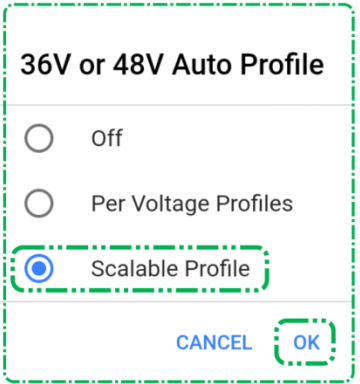 36V or 48V Auto Profile
Off
Per Voltage Profiles
Scalable Profile
CANCEL OK